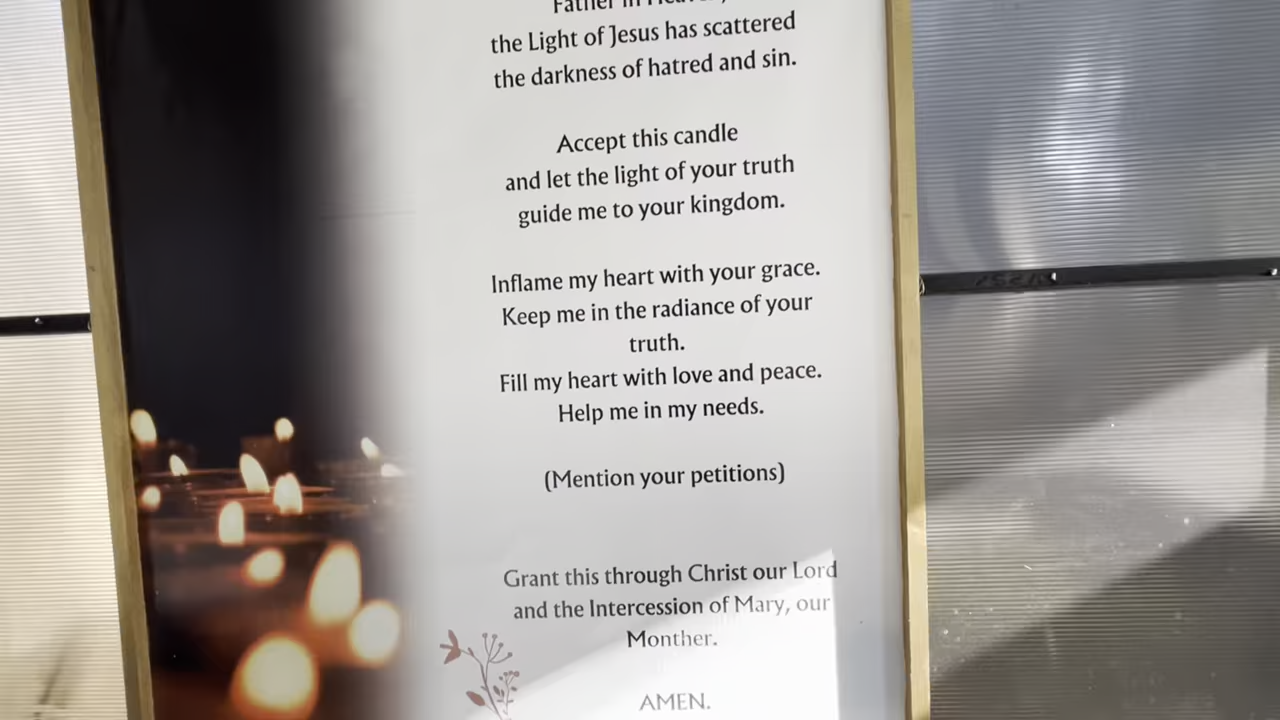 Father in Heaven,
the Light of Jesus has scattered
the darkness of hatred and sin.
Accept this candle
and let the light of your truth
guide me to your kingdom.
Inflame my heart with your grace.
Keep me in the radiance of your
truth.
Fill my heart with love and peace.
Help me in my needs.
(Mention your petitions)
Grant this through Christ our Lord
and the Intercession of Mary, our
Monther.
AMEN.